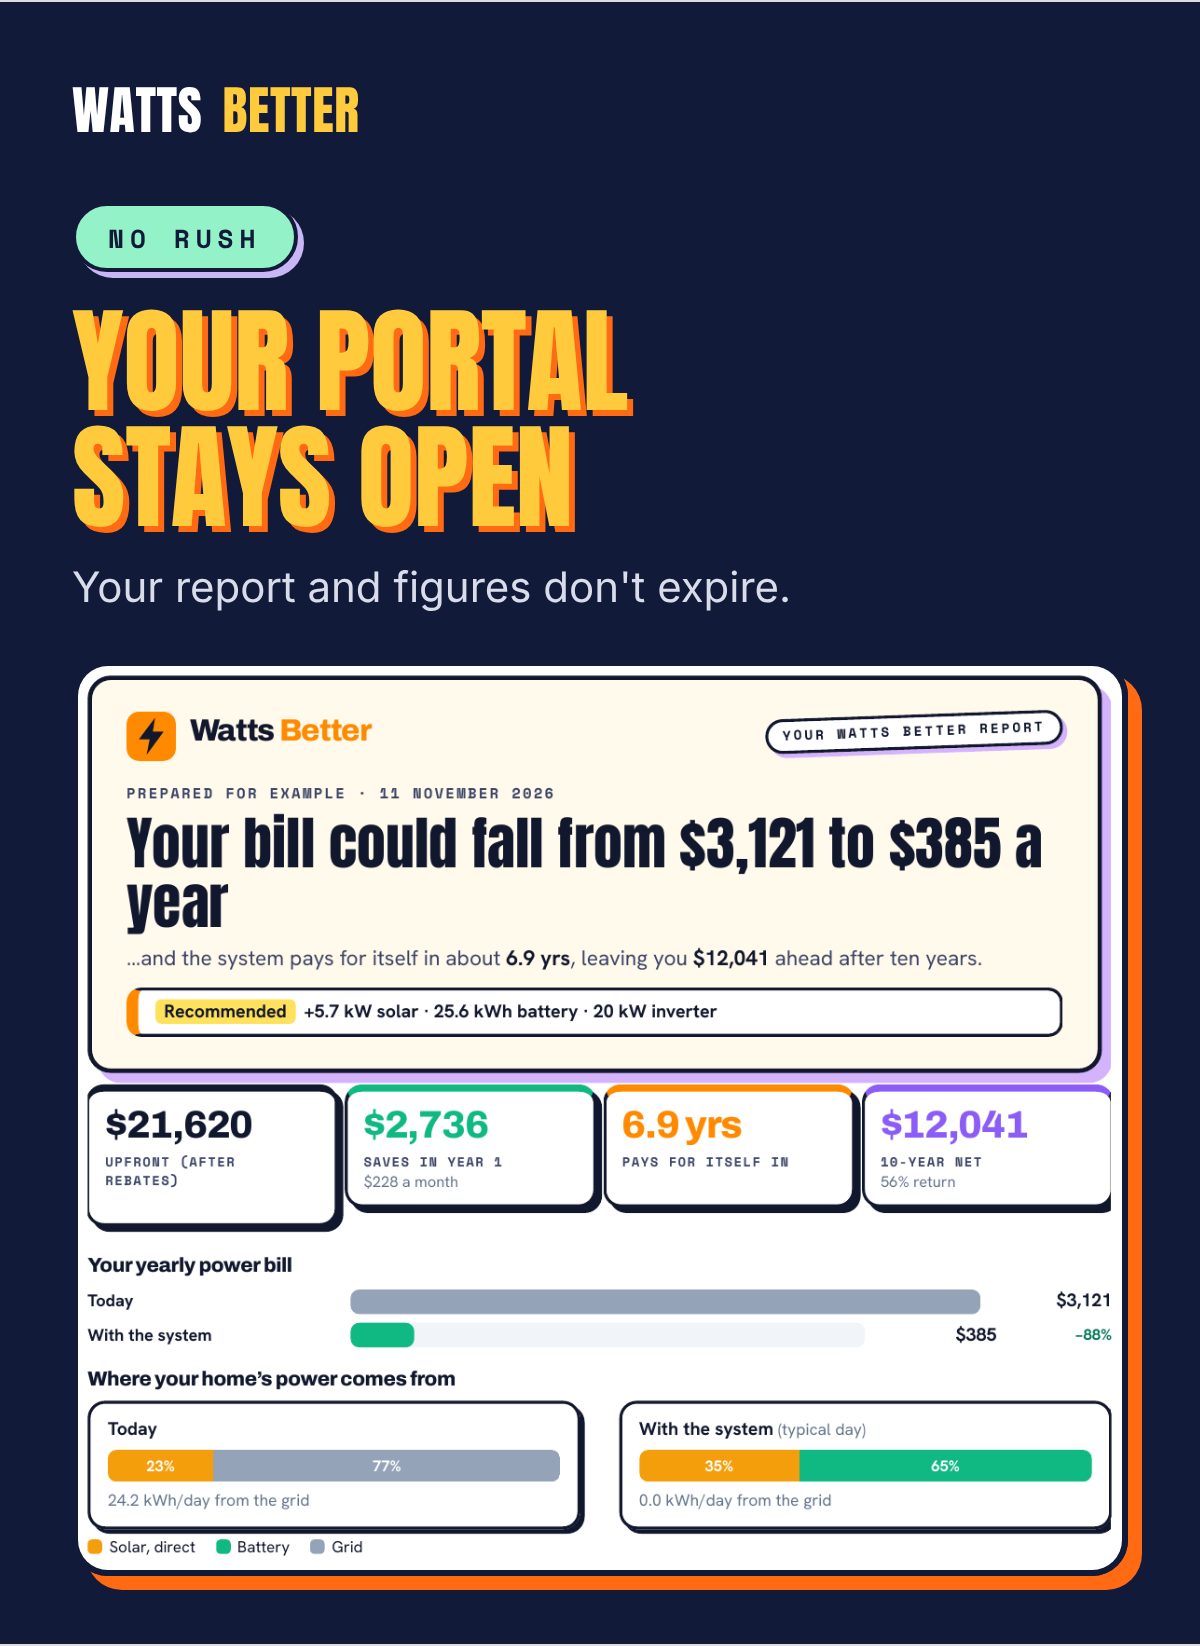 WATTS BETTER
NO RUSH
YOUR PORTAL
STAYS OPEN
Your report and figures don't expire.
Watts Better
YOUR WATTS BETTER REPORT
PREPARED FOR EXAMPLE · 11 NOVEMBER 2026
Your bill could fall from $3,121 to $385 a
year
...and the system pays for itself in about 6.9 yrs, leaving you $12,041 ahead after ten years.
Recommended +5.7 kW solar · 25.6 kWh battery · 20 kW inverter
$21,620
UPFRONT (AFTER
REBATES)
$2,736
SAVES IN YEAR 1
$228 a month
6.9 yrs
PAYS FOR ITSELF IN
$12,041
10-YEAR NET
56% return
Your yearly power bill
Today $3,121
With the system $385 -88%
Where your home’s power comes from
Today
23% 77%
24.2 kWh/day from the grid
With the system (typical day)
35% 65%
0.0 kWh/day from the grid
Solar, direct Battery Grid